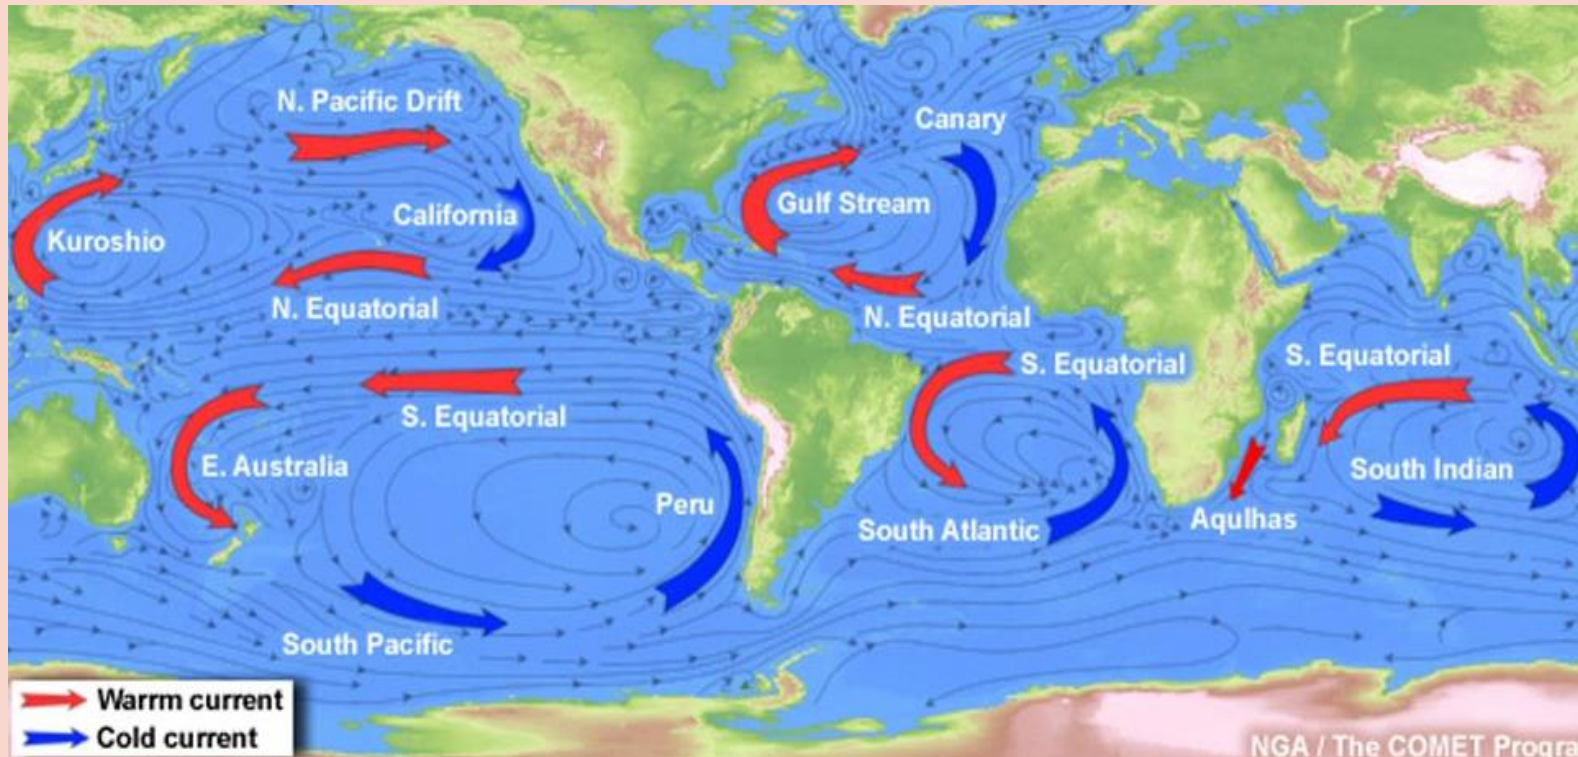 N. Pacific Drift
Canary
Gulf Stream
California
Kuroshio
N. Equatorial
N. Equatorial
S. Equatorial
S. Equatorial
S. Equatorial
E. Australia
Peru
South Indian
South Atlantic
Aqulhas
South Pacific
Warrm current
Cold current
NGA / The COMET Progra